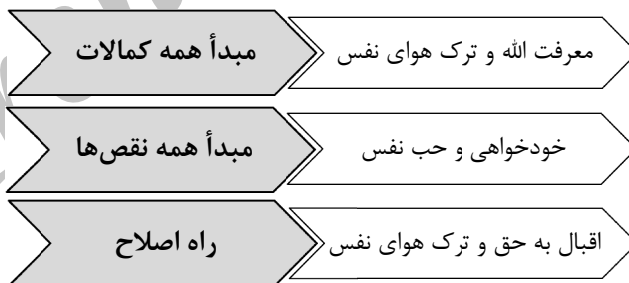 معرفت الله و ترک هوای نفس
مبدأ همه کمالات
خودخواهی و حب نفس
مبدأ همه نقص‌ها
اقبال به حق و ترک هوای نفس
راه اصلاح